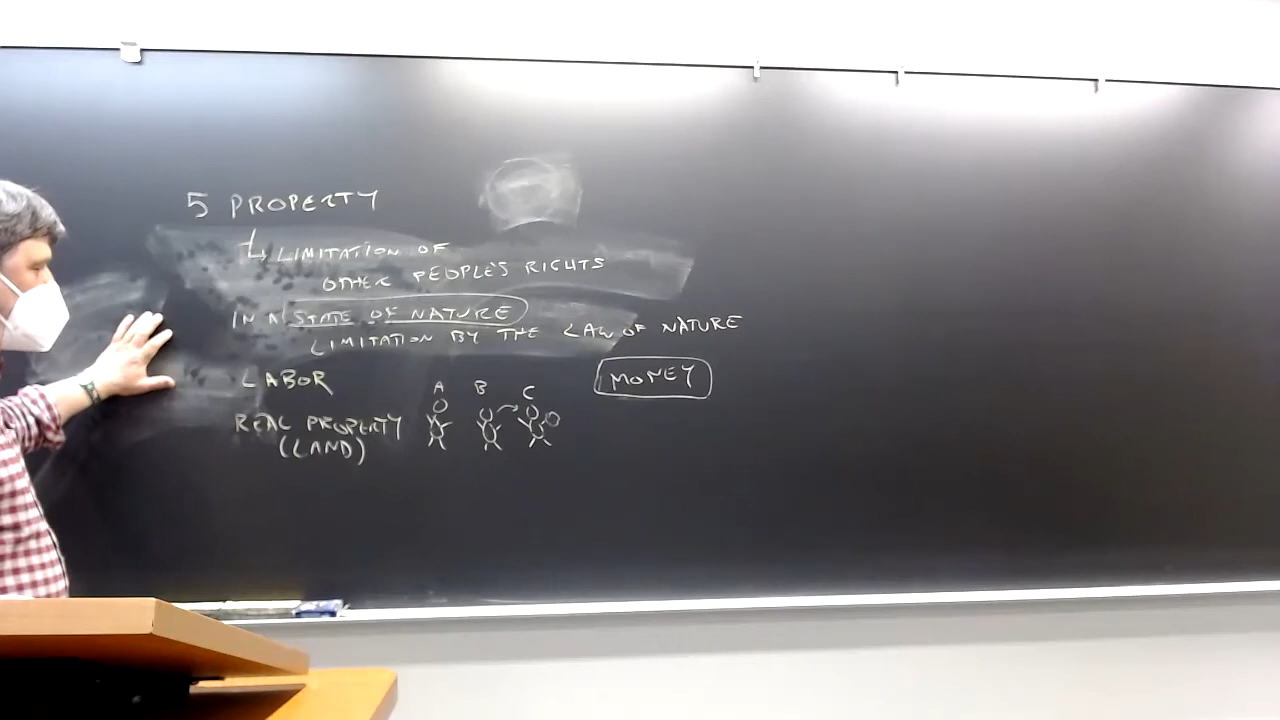 5 PROPERTY
LIMITATION OF
OTHER PEOPLE'S RIGHTS
IN A STATE OF NATURE
LIMITATION BY THE LAW OF NATURE
LABOR
MONEY
A B C
REAL PROPERTY
(LAND)